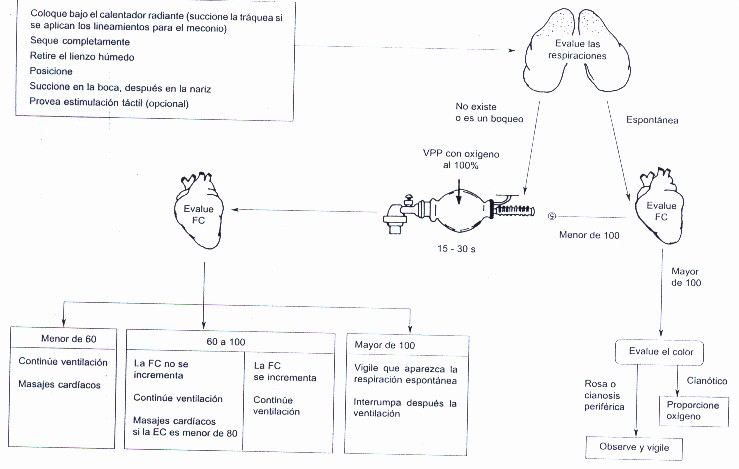 Coloque bajo el calentador radiante (succione la tráquea si
se aplican los lineamientos para el meconio)
Seque completamente
Retire el lienzo húmedo
Posicione
Succione en la boca, después en la nariz
Provea estimulación táctil (opcional)
Evalue las
respiraciones
No existe
o es un boqueo
Espontánea
VPP con oxígeno
al 100%
15 - 30 s
Evalue
FC
Menor de 100
Evalue
FC
Mayor
de 100
Menor de 60
Continúe ventilación
Masajes cardíacos
60 a 100
La FC no se
incrementa
Continúe ventilación
Masajes cardíacos
si la EC es menor de 80
La FC
se incrementa
Continúe
ventilación
Mayor de 100
Vigile que aparezca la
respiración espontánea
Interrumpa después la
ventilación
Evalue el color
Rosa o
cianosis
periférica
Cianótico
Proporcione
oxígeno
Observe y vigile